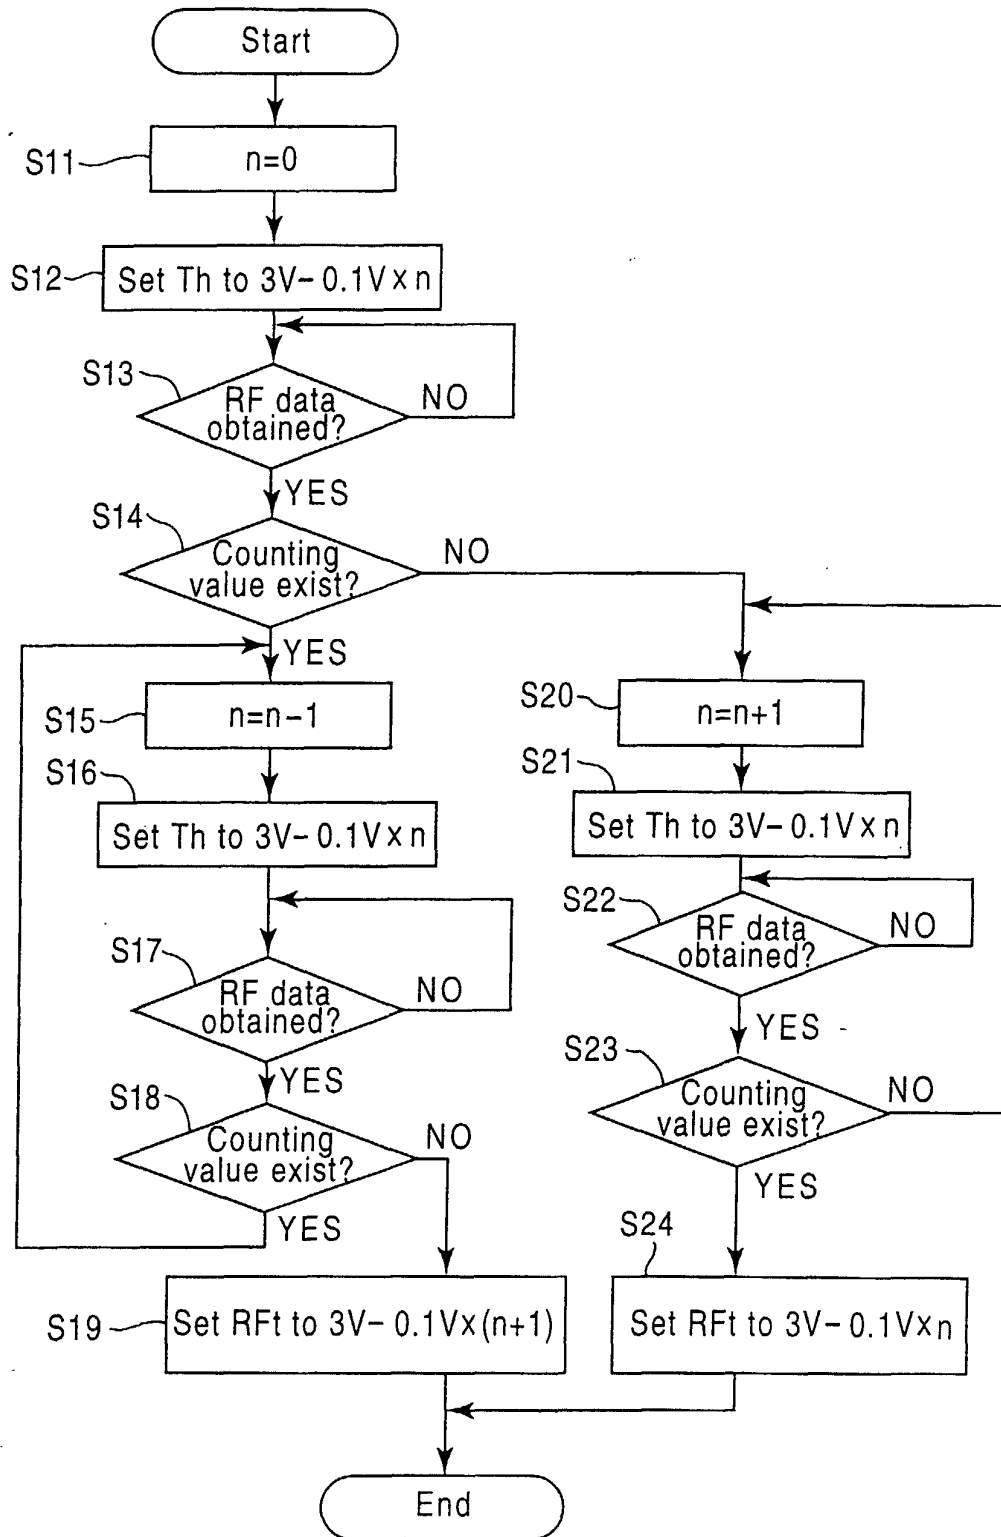 Start
S11
n=0
S12
Set Th to 3V- 0.1V×n
S13
RF data
obtained?
NO
YES
S14
Counting
value exist?
NO
YES
S15
n=n-1
S16
Set Th to 3V- 0.1V×n
S17
RF data
obtained?
NO
YES
S18
Counting
value exist?
NO
YES
S19
Set RFt to 3V- 0.1V×(n+1)
S20
n=n+1
S21
Set Th to 3V- 0.1V×n
S22
RF data
obtained?
NO
YES
S23
Counting
value exist?
NO
YES
S24
Set RFt to 3V- 0.1V×n
End